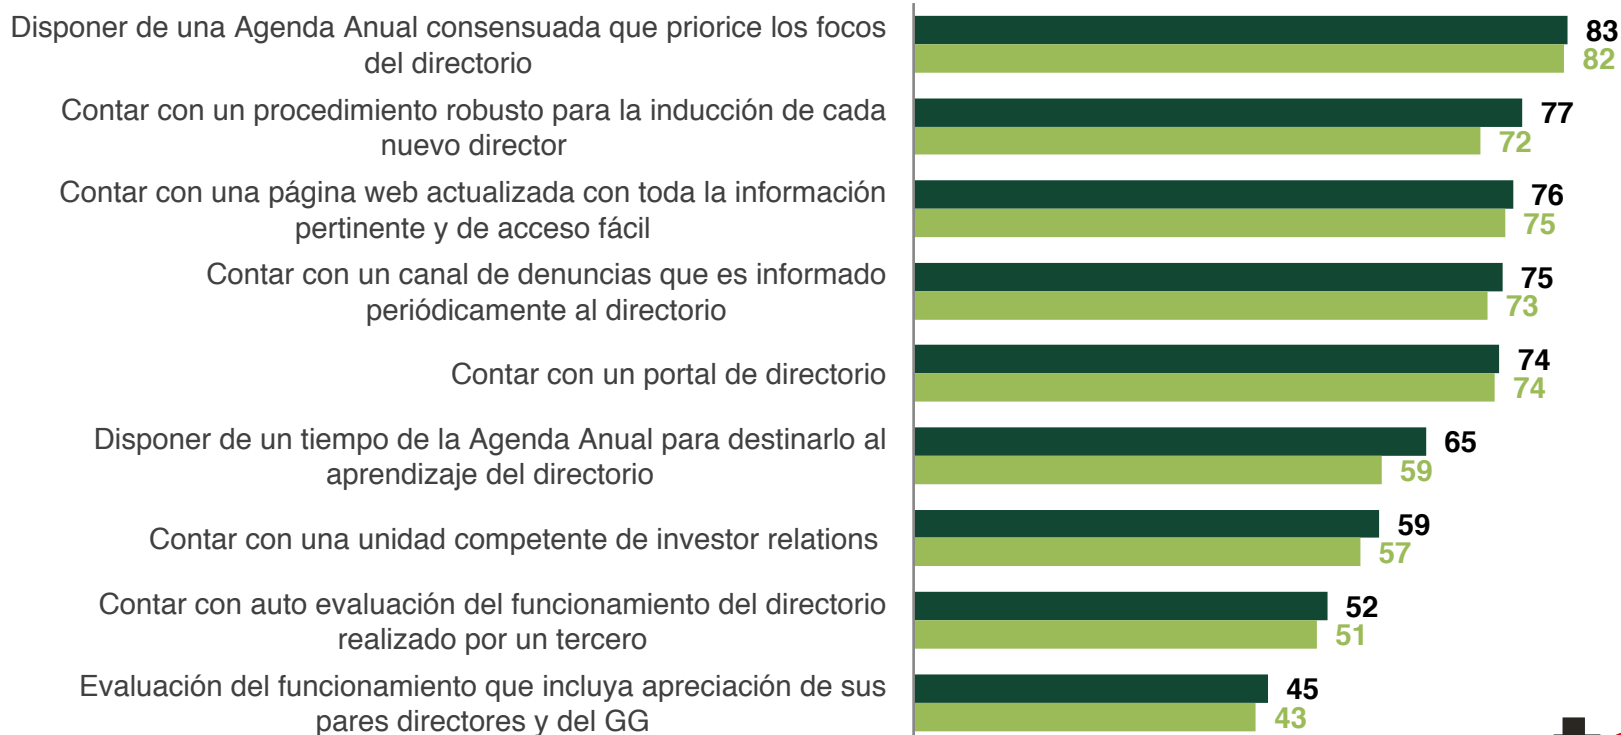 Disponer de una Agenda Anual consensuada que priorice los focos
del directorio
83
82
Contar con un procedimiento robusto para la inducción de cada
nuevo director
77
72
Contar con una página web actualizada con toda la información
pertinente y de acceso fácil
76
75
Contar con un canal de denuncias que es informado
periódicamente al directorio
75
73
Contar con un portal de directorio
74
74
Disponer de un tiempo de la Agenda Anual para destinarlo al
aprendizaje del directorio
65
59
Contar con una unidad competente de investor relations
59
57
Contar con auto evaluación del funcionamiento del directorio
realizado por un tercero
52
51
Evaluación del funcionamiento que incluya apreciación de sus
pares directores y del GG
45
43